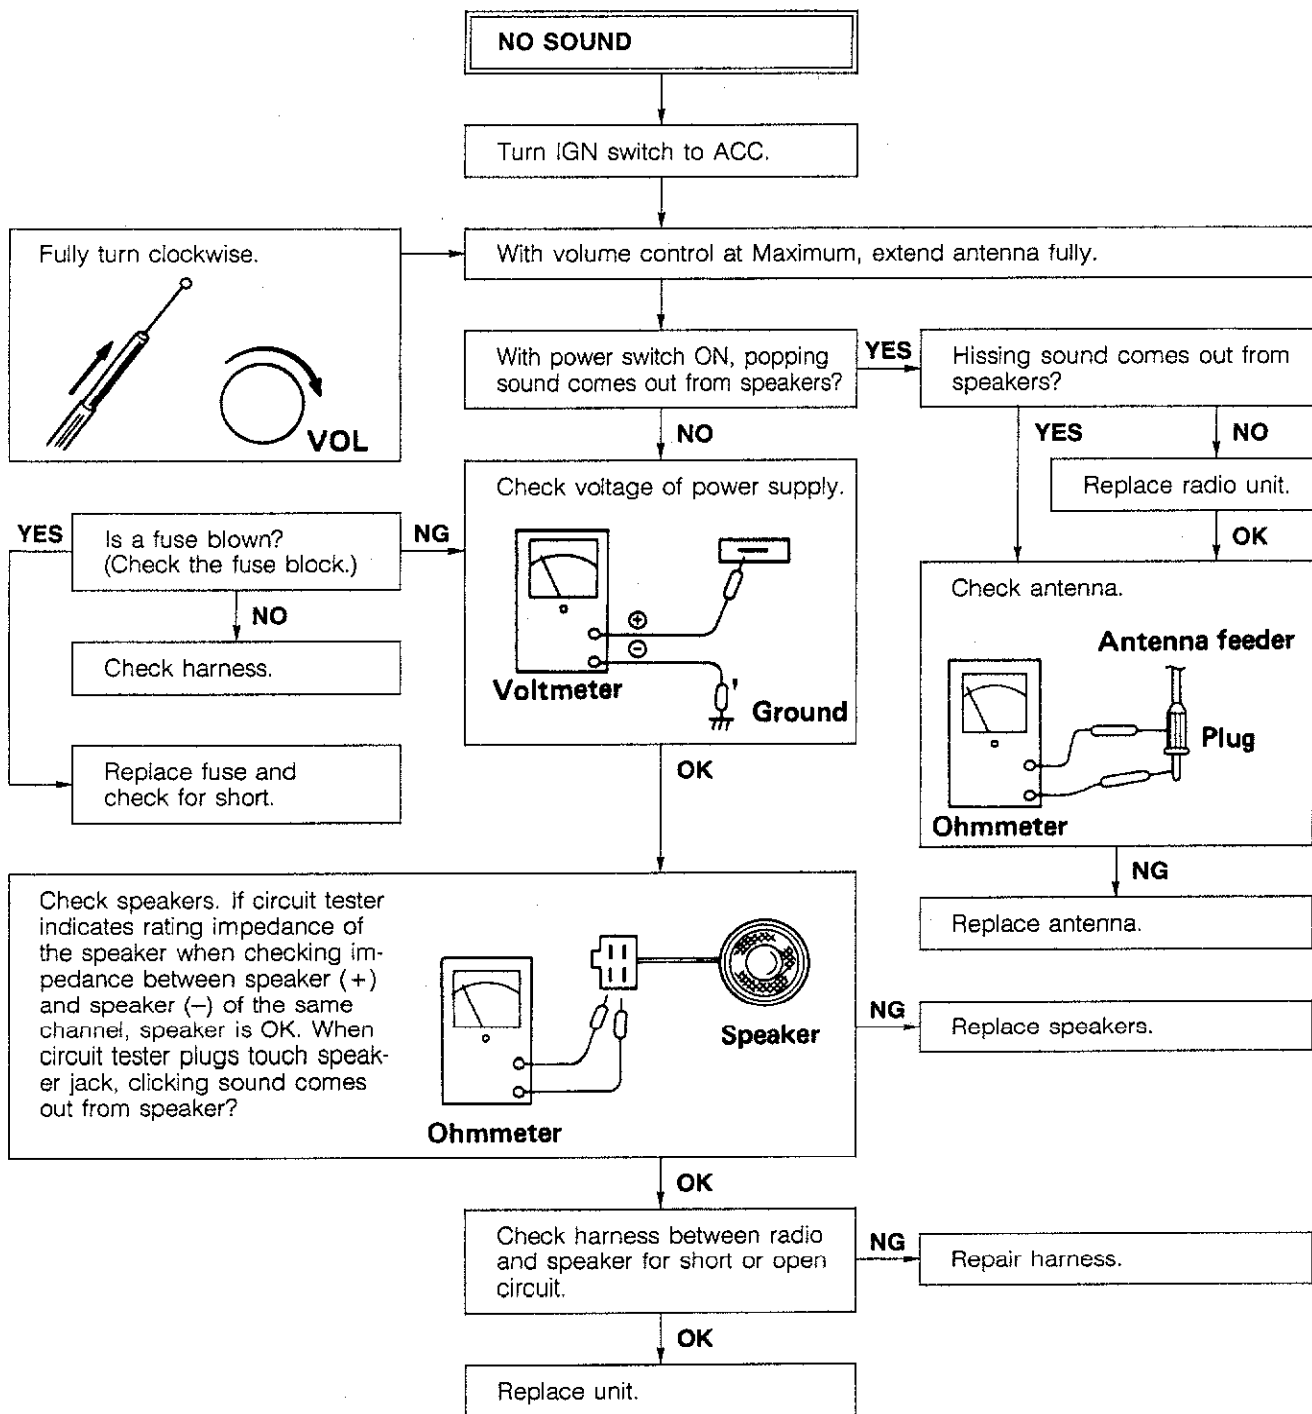 NO SOUND
Turn IGN switch to ACC.
Fully turn clockwise.
VOL
With volume control at Maximum, extend antenna fully.
With power switch ON, popping
sound comes out from speakers?
YES
Hissing sound comes out from
speakers?
NO
YES
NO
Replace radio unit.
OK
Check voltage of power supply.
+
−
Voltmeter
Ground
NG
YES
Is a fuse blown?
(Check the fuse block.)
NO
Check harness.
Replace fuse and
check for short.
Check antenna.
Antenna feeder
Plug
Ohmmeter
NG
Replace antenna.
OK
Check speakers. If circuit tester
indicates rating impedance of
the speaker when checking im-
pedance between speaker (+)
and speaker (–) of the same
channel, speaker is OK. When
circuit tester plugs touch speak-
er jack, clicking sound comes
out from speaker?
Speaker
Ohmmeter
NG
Replace speakers.
OK
Check harness between radio
and speaker for short or open
circuit.
NG
Repair harness.
OK
Replace unit.